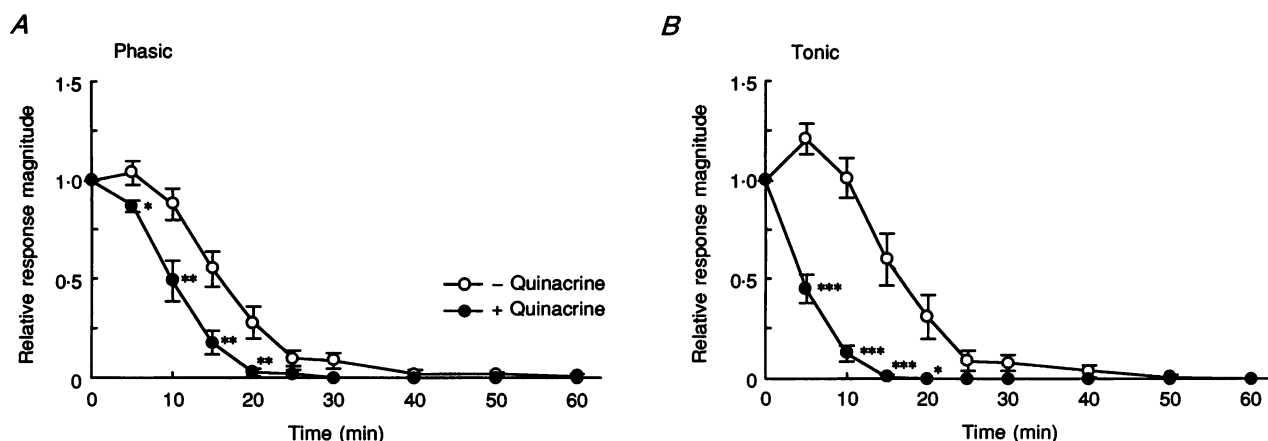 A
Phasic
Relative response magnitude
1·5
1·0
0·5
0
*
**
**
**
– Quinacrine
+ Quinacrine
0 10 20 30 40 50 60
Time (min)
B
Tonic
Relative response magnitude
1·5
1·0
0·5
0
***
***
***
*
0 10 20 30 40 50 60
Time (min)